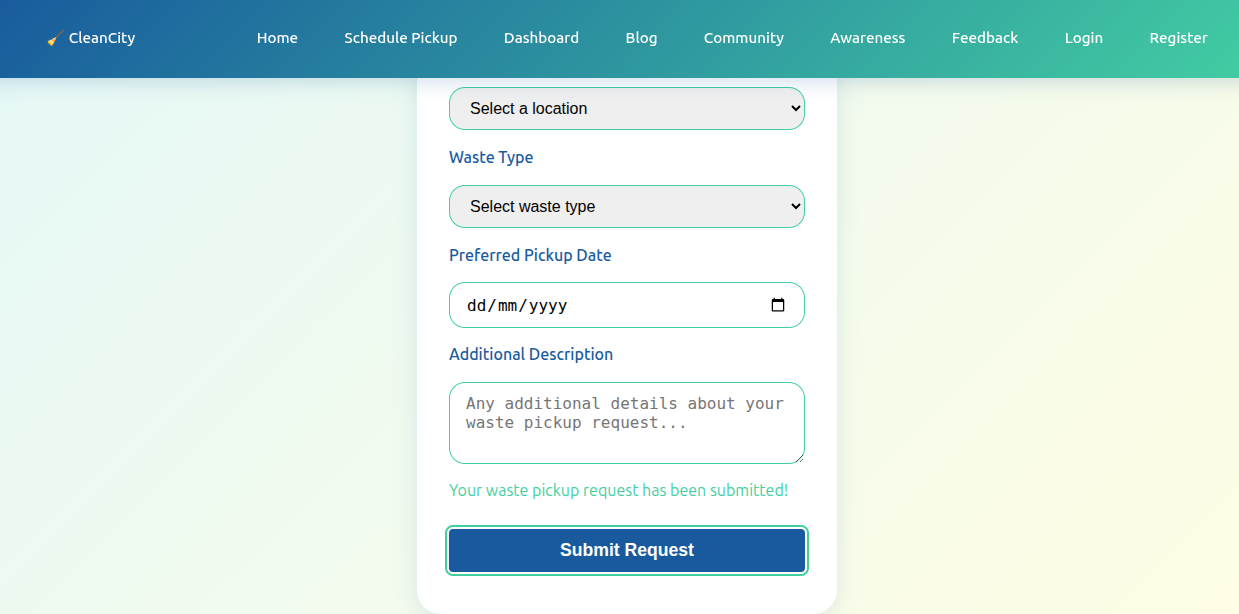 🧹 CleanCity
Home
Schedule Pickup
Dashboard
Blog
Community
Awareness
Feedback
Login
Register
Select a location
Waste Type
Select waste type
Preferred Pickup Date
dd/mm/yyyy
Additional Description
Any additional details about your
waste pickup request...
Your waste pickup request has been submitted!
Submit Request